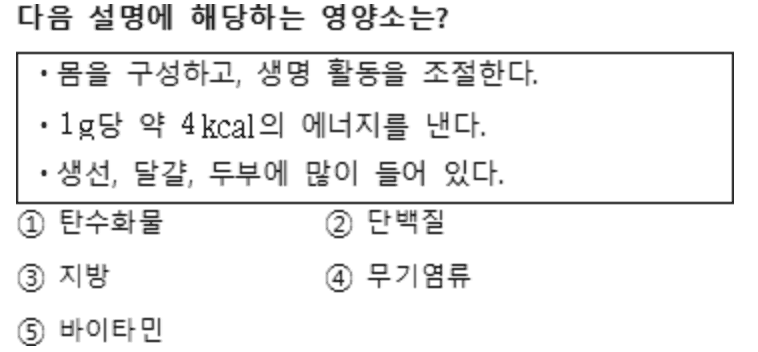 다음 설명에 해당하는 영양소는?
• 몸을 구성하고, 생명 활동을 조절한다.
• 1g당 약 4kcal의 에너지를 낸다.
• 생선, 달걀, 두부에 많이 들어 있다.
① 탄수화물 ② 단백질
③ 지방 ④ 무기염류
⑤ 바이타민